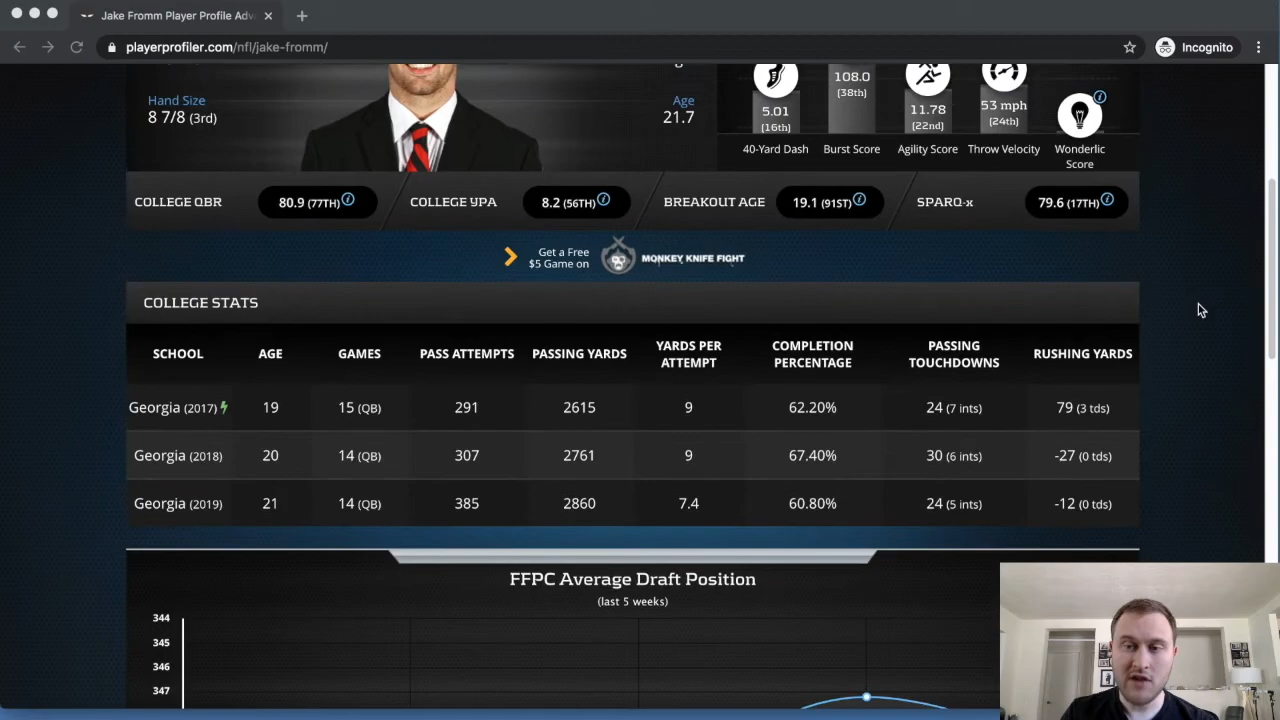 Jake Fromm Player Profile Adv
playerprofiler.com/nfl/jake-fromm/
Incognito
Hand Size
8 7/8 (3rd)
Age
21.7
5.01
(16th)
40-Yard Dash
108.0
(38th)
Burst Score
11.78
(22nd)
Agility Score
53 mph
(24th)
Throw Velocity
Wonderlic
Score
COLLEGE QBR 80.9 (77TH) COLLEGE YPA 8.2 (56TH) BREAKOUT AGE 19.1 (91ST) SPARQ-x 79.6 (17TH)
Get a Free
$5 Game on
MONKEY KNIFE FIGHT
COLLEGE STATS
SCHOOL AGE GAMES PASS ATTEMPTS PASSING YARDS YARDS PER ATTEMPT COMPLETION PERCENTAGE PASSING TOUCHDOWNS RUSHING YARDS
Georgia (2017) 19 15 (QB) 291 2615 9 62.20% 24 (7 ints) 79 (3 tds)
Georgia (2018) 20 14 (QB) 307 2761 9 67.40% 30 (6 ints) -27 (0 tds)
Georgia (2019) 21 14 (QB) 385 2860 7.4 60.80% 24 (5 ints) -12 (0 tds)
FFPC Average Draft Position
(last 5 weeks)
344
345
346
347